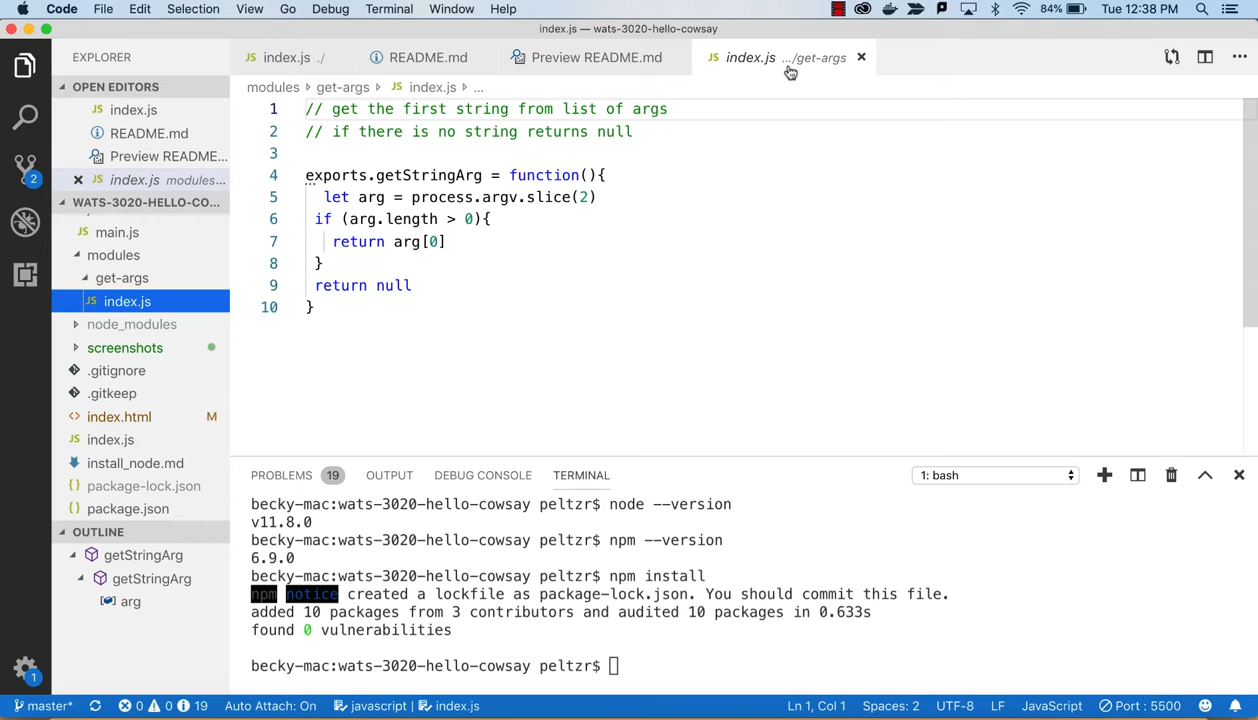 Code File Edit Selection View Go Debug Terminal Window Help 84% Tue 12:38 PM
index.js — wats-3020-hello-cowsay
EXPLORER
JS index.js ./
README.md
Preview README.md
JS index.js .../get-args
OPEN EDITORS
JS index.js
README.md
Preview README...
JS index.js modules...
WATS-3020-HELLO-CO...
JS main.js
modules
get-args
JS index.js
node_modules
screenshots
.gitignore
.gitkeep
<> index.html M
JS index.js
install_node.md
{} package-lock.json
{} package.json
OUTLINE
getStringArg
getStringArg
arg
2
1
modules get-args JS index.js ...
1 // get the first string from list of args
2 // if there is no string returns null
3
4 exports.getStringArg = function(){
5 let arg = process.argv.slice(2)
6 if (arg.length > 0){
7 return arg[0]
8 }
9 return null
10 }
PROBLEMS 19 OUTPUT DEBUG CONSOLE TERMINAL 1: bash
becky-mac:wats-3020-hello-cowsay peltzr$ node --version
v11.8.0
becky-mac:wats-3020-hello-cowsay peltzr$ npm --version
6.9.0
becky-mac:wats-3020-hello-cowsay peltzr$ npm install
npm notice created a lockfile as package-lock.json. You should commit this file.
added 10 packages from 3 contributors and audited 10 packages in 0.633s
found 0 vulnerabilities
becky-mac:wats-3020-hello-cowsay peltzr$
master* 0 0 19 Auto Attach: On javascript | index.js Ln 1, Col 1 Spaces: 2 UTF-8 LF JavaScript Port : 5500